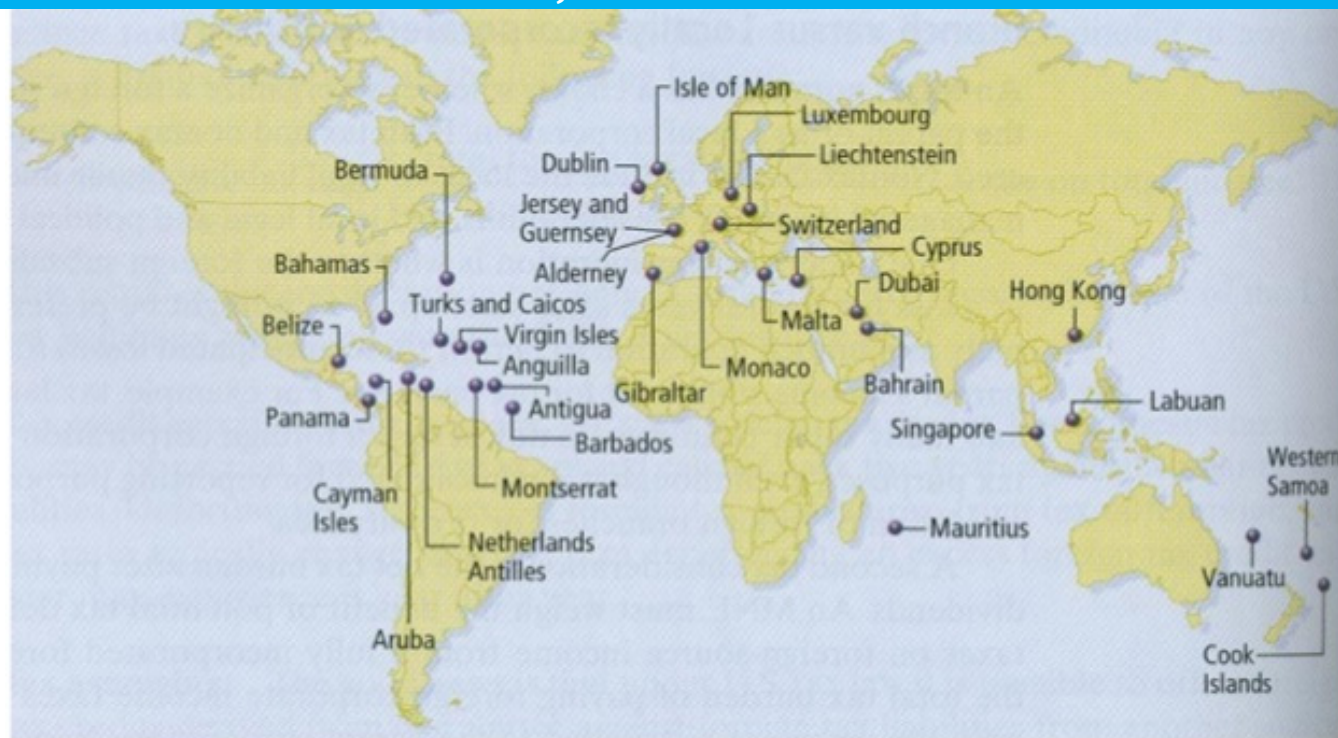 Isle of Man
Luxembourg
Dublin
Liechtenstein
Bermuda
Jersey and
Guernsey
Switzerland
Alderney
Cyprus
Bahamas
Dubai
Turks and Caicos
Hong Kong
Belize
Virgin Isles
Malta
Anguilla
Monaco
Bahrain
Gibraltar
Panama
Antigua
Labuan
Barbados
Singapore
Western
Samoa
Cayman
Isles
Montserrat
Mauritius
Netherlands
Antilles
Vanuatu
Aruba
Cook
Islands